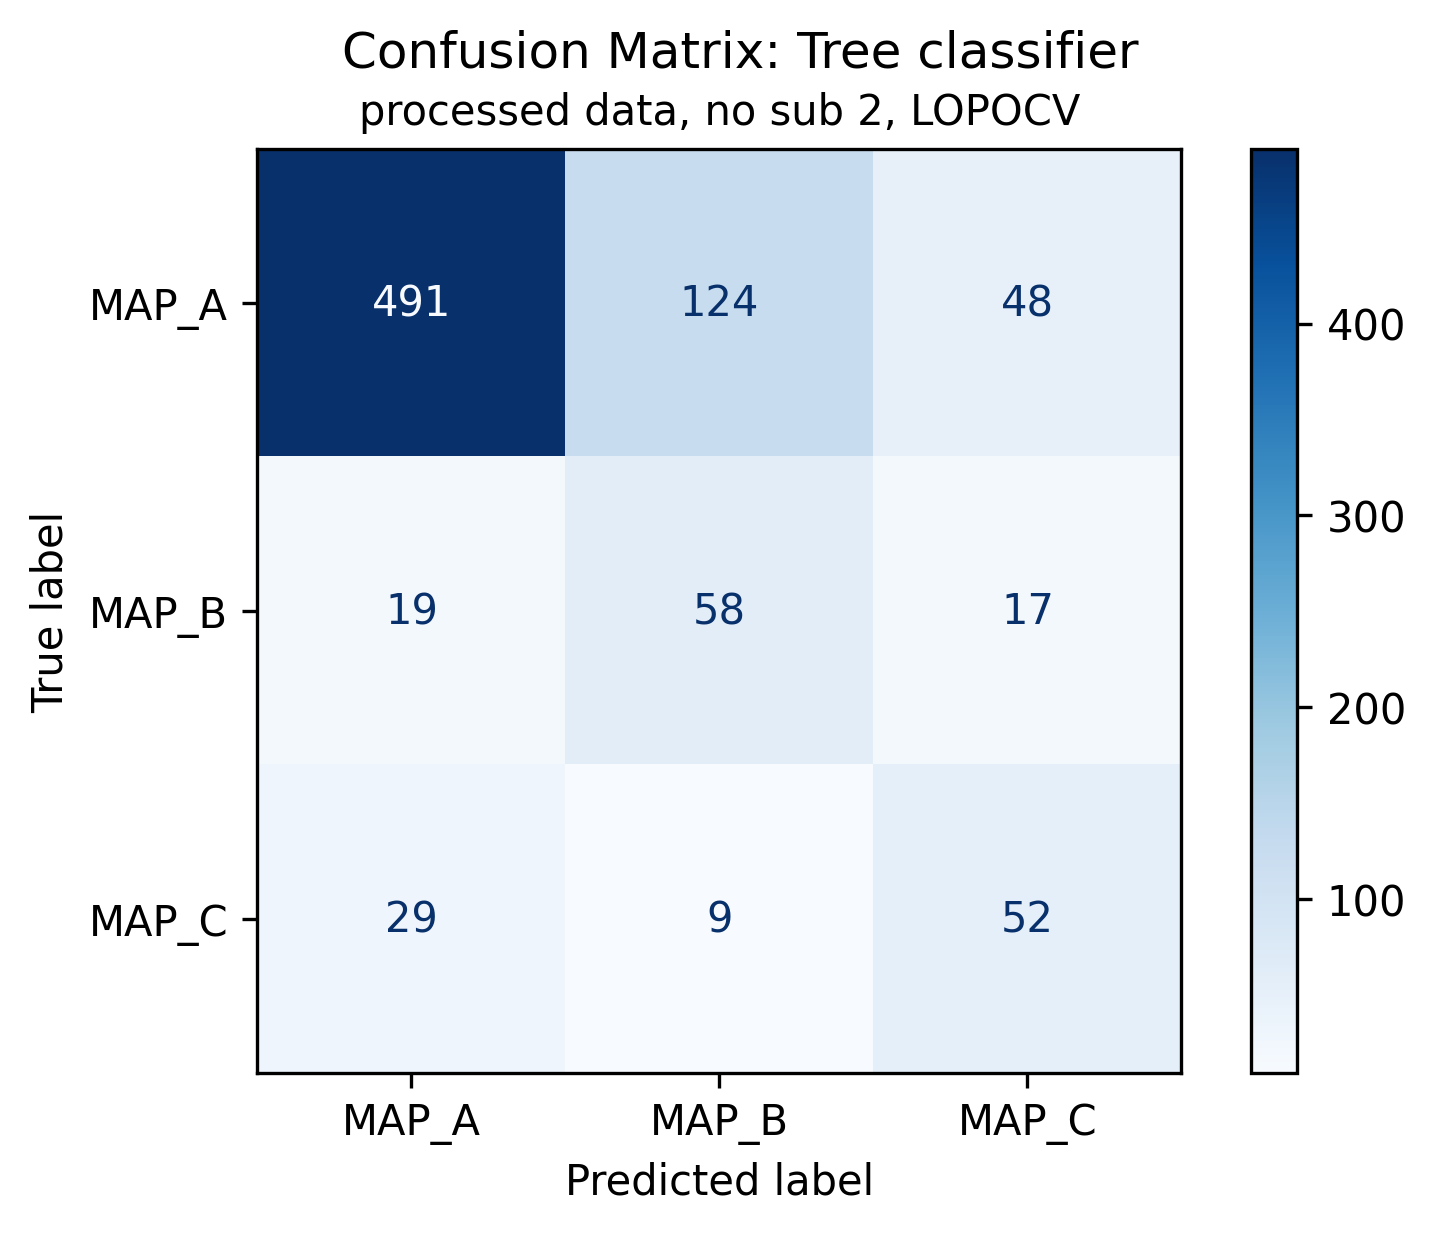 Confusion Matrix: Tree classifier
processed data, no sub 2, LOPOCV
True label
MAP_A
491 124 48
MAP_B
19 58 17
MAP_C
29 9 52
MAP_A MAP_B MAP_C
Predicted label
400
300
200
100